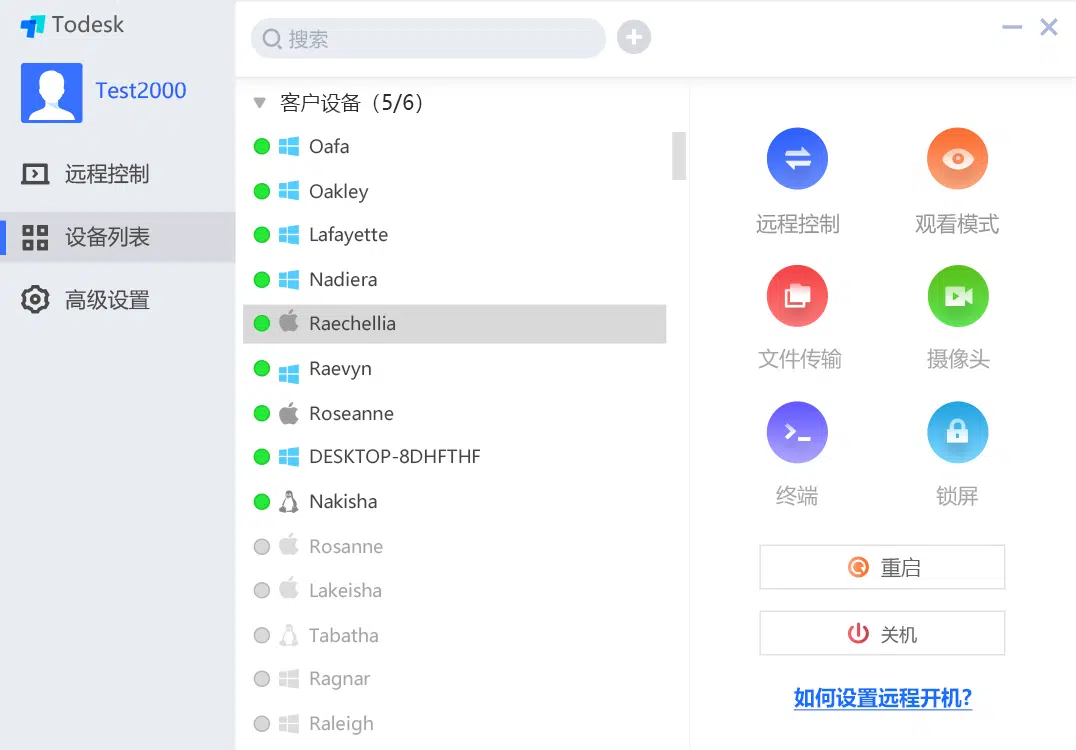 Todesk
Test2000
远程控制
设备列表
高级设置
搜索
客户设备（5/6）
Oafa
Oakley
Lafayette
Nadiera
Raechellia
Raevyn
Roseanne
DESKTOP-8DHFTHF
Nakisha
Rosanne
Lakeisha
Tabatha
Ragnar
Raleigh
远程控制
观看模式
文件传输
摄像头
终端
锁屏
重启
关机
如何设置远程开机?